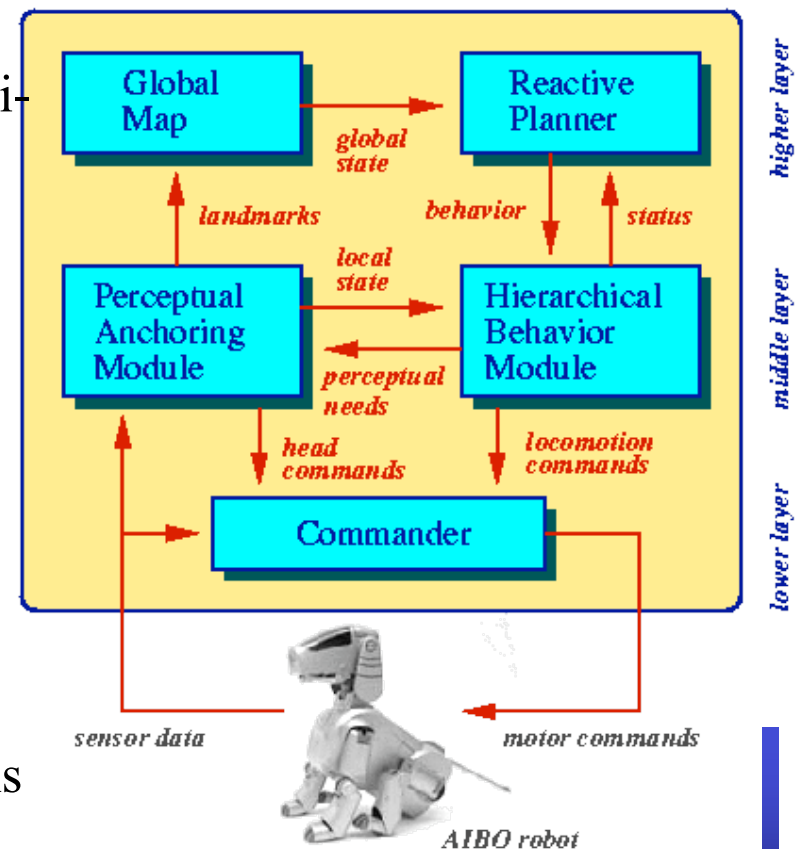 i-
Global
Map
Reactive
Planner
higher layer
global
state
landmarks
behavior
status
local
state
Perceptual
Anchoring
Module
Hierarchical
Behavior
Module
middle layer
perceptual
needs
head
commands
locomotion
commands
Commander
lower layer
sensor data
motor commands
AIBO robot